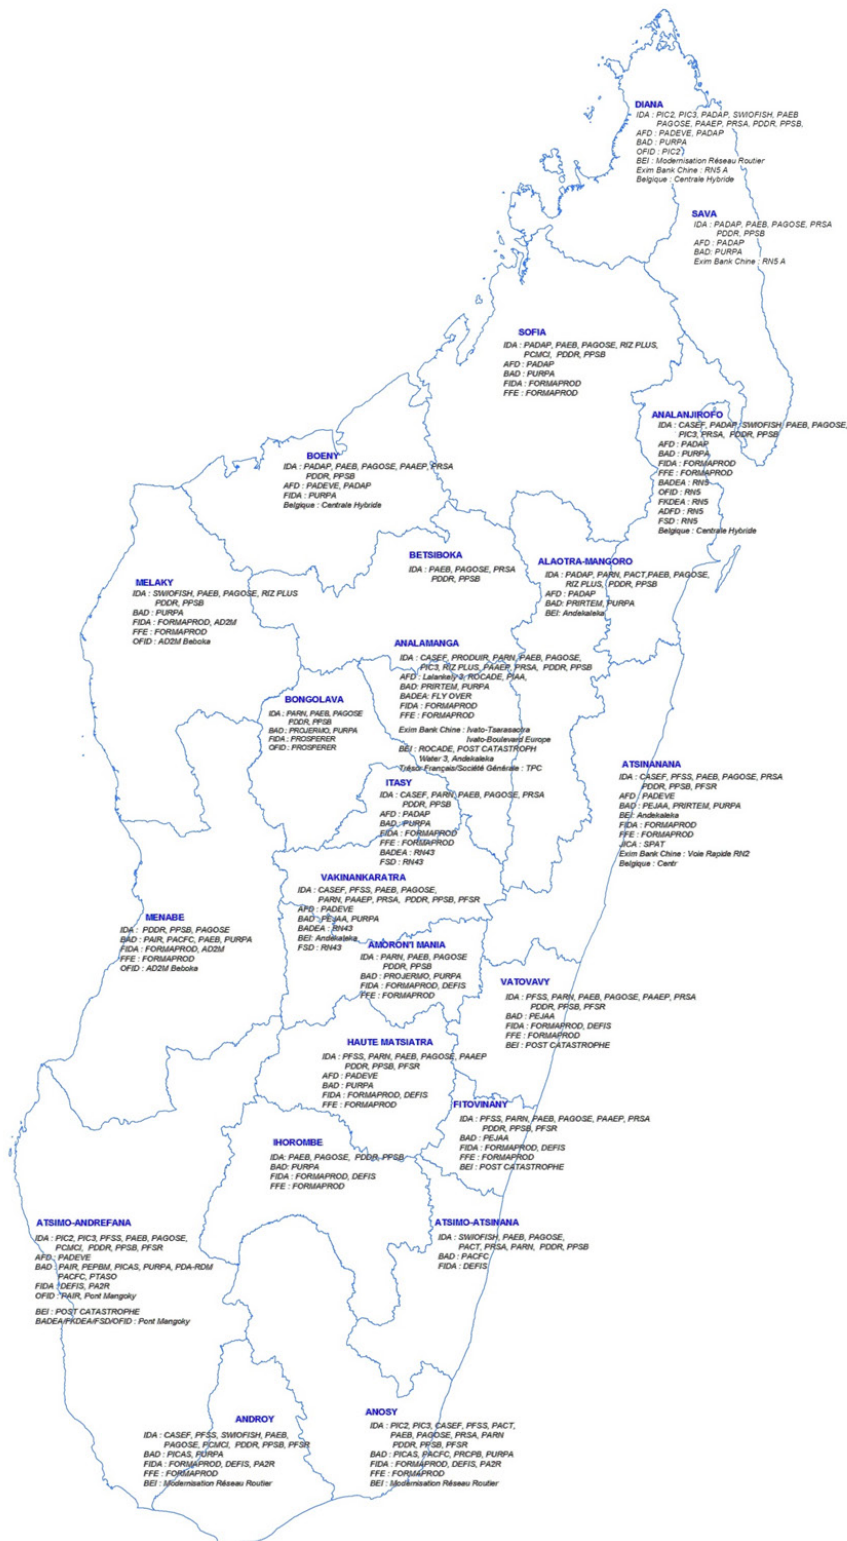 DIANA
IDA : PIC2, PIC3, PADAP, SWIOFISH, PAEB
PAGOSE, PAAEP, PRSA, PDDR, PPSB,
AFD : PADEVE, PADAP
BAD : PURPA
OFID : PIC2
BEI : Modernisation Réseau Routier
Exim Bank Chine : RN5 A
Belgique : Centrale Hybride
SAVA
IDA : PADAP, PAEB, PAGOSE, PRSA
PDDR, PPSB
AFD : PADAP
BAD: PURPA
Exim Bank Chine : RN5 A
SOFIA
IDA : PADAP, PAEB, PAGOSE, RIZ PLUS,
PCMCI, PDDR, PPSB
AFD : PADAP
BAD : PURPA
FIDA : FORMAPROD
FFE : FORMAPROD
ANALANJIROFO
IDA : CASEF, PADAP, SWIOFISH, PAEB, PAGOSE,
PIC3, PRSA, PDDR, PPSB
AFD : PADAP
BAD : PURPA
FIDA : FORMAPROD
FFE : FORMAPROD
BADEA : RN5
OFID : RN5
FKDEA : RN5
ADFD : RN5
FSD : RN5
Belgique : Centrale Hybride
BOENY
IDA : PADAP, PAEB, PAGOSE, PAAEP, PRSA
PDDR, PPSB
AFD : PADEVE, PADAP
FIDA : PURPA
Belgique : Centrale Hybride
BETSIBOKA
IDA : PAEB, PAGOSE, PRSA
PDDR, PPSB
ALAOTRA-MANGORO
IDA : PADAP, PARN, PACT,PAEB, PAGOSE,
RIZ PLUS, PDDR, PPSB
AFD : PADAP
BAD: PRIRTEM, PURPA
BEI: Andekaleka
MELAKY
IDA : SWIOFISH, PAEB, PAGOSE, RIZ PLUS
PDDR, PPSB
BAD : PURPA
FIDA : FORMAPROD, AD2M
FFE : FORMAPROD
OFID : AD2M Beboka
ANALAMANGA
IDA : CASEF, PRODUIR, PARN, PAEB, PAGOSE,
PIC3, RIZ PLUS, PAAEP, PRSA, PDDR, PPSB
AFD : Lalankely 3, ROCADE, PIAA,
BAD: PRIRTEM, PURPA
BADEA: FLY OVER
FIDA : FORMAPROD
FFE : FORMAPROD
Exim Bank Chine : Ivato-Tsarasaotra
Ivato-Boulevard Europe
BEI : ROCADE, POST CATASTROPH
Water 3, Andekaleka
Trésor Français/Société Générale : TPC
BONGOLAVA
IDA : PARN, PAEB, PAGOSE
PDDR, PPSB
BAD : PROJERMO, PURPA
FIDA : PROSPERER
OFID : PROSPERER
ATSINANANA
IDA : CASEF, PFSS, PAEB, PAGOSE, PRSA
PDDR, PPSB, PFSR
AFD : PADEVE
BAD : PEJAA, PRIRTEM, PURPA
BEI: Andekaleka
FIDA : FORMAPROD
FFE : FORMAPROD
JICA : SPAT
Exim Bank Chine : Voie Rapide RN2
Belgique : Centr
ITASY
IDA : CASEF, PARN, PAEB, PAGOSE, PRSA
PDDR, PPSB
AFD : PADAP
BAD : PURPA
FIDA : FORMAPROD
FFE : FORMAPROD
BADEA : RN43
FSD : RN43
VAKINANKARATRA
IDA : CASEF, PFSS, PAEB, PAGOSE,
PARN, PAAEP, PRSA, PDDR, PPSB, PFSR
AFD : PADEVE
BAD : PEJAA, PURPA
BADEA : RN43
BEI: Andekaleka
FSD : RN43
MENABE
IDA : PDDR, PPSB, PAGOSE
BAD : PAIR, PACFC, PAEB, PURPA
FIDA : FORMAPROD, AD2M
FFE : FORMAPROD
OFID : AD2M Beboka
AMORON'I MANIA
IDA : PARN, PAEB, PAGOSE
PDDR, PPSB
BAD : PROJERMO, PURPA
FIDA : FORMAPROD, DEFIS
FFE : FORMAPROD
VATOVAVY
IDA : PFSS, PARN, PAEB, PAGOSE, PAAEP, PRSA
PDDR, PPSB, PFSR
BAD : PEJAA
FIDA : FORMAPROD, DEFIS
FFE : FORMAPROD
BEI : POST CATASTROPHE
HAUTE MATSIATRA
IDA : PFSS, PARN, PAEB, PAGOSE, PAAEP
PDDR, PPSB, PFSR
AFD : PADEVE
BAD : PURPA
FIDA : FORMAPROD, DEFIS
FFE : FORMAPROD
FITOVINANY
IDA : PFSS, PARN, PAEB, PAGOSE, PAAEP, PRSA
PDDR, PPSB, PFSR
BAD : PEJAA
FIDA : FORMAPROD, DEFIS
FFE : FORMAPROD
BEI : POST CATASTROPHE
IHOROMBE
IDA: PAEB, PAGOSE, PDDR, PPSB
BAD: PURPA
FIDA : FORMAPROD, DEFIS
FFE : FORMAPROD
ATSIMO-ANDREFANA
IDA : PIC2, PIC3, PFSS, PAEB, PAGOSE,
PCMCI, PDDR, PPSB, PFSR
AFD : PADEVE
BAD : PAIR, PEPBM, PICAS, PURPA, PDA-RDM
PACFC, PTASO
FIDA : DEFIS, PA2R
OFID : PAIR, Pont Mangoky
BEI : POST CATASTROPHE
BADEA/FKDEA/FSD/OFID : Pont Mangoky
ATSIMO-ATSINANA
IDA : SWIOFISH, PAEB, PAGOSE,
PACT, PRSA, PARN, PDDR, PPSB
BAD : PACFC
FIDA : DEFIS
ANDROY
IDA : CASEF, PFSS, SWIOFISH, PAEB,
PAGOSE, PCMCI, PDDR, PPSB, PFSR
BAD : PICAS, PURPA
FIDA : FORMAPROD, DEFIS, PA2R
FFE : FORMAPROD
BEI : Modernisation Réseau Routier
ANOSY
IDA : PIC2, PIC3, CASEF, PFSS, PACT,
PAEB, PAGOSE, PRSA, PARN
PDDR, PPSB, PFSR
BAD : PICAS, PACFC, PRCPB, PURPA
FIDA : FORMAPROD, DEFIS, PA2R
FFE : FORMAPROD
BEI : Modernisation Réseau Routier